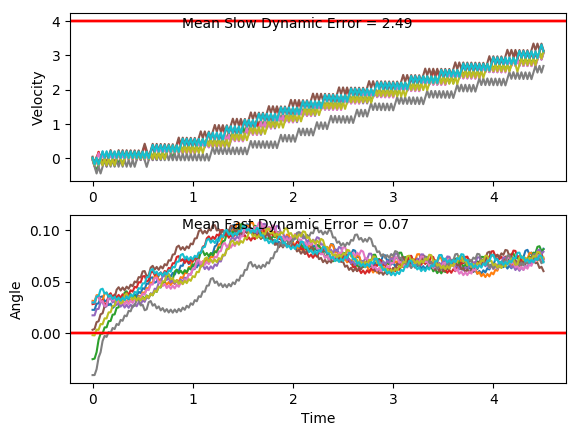 Mean Slow Dynamic Error = 2.49
4
3
2
1
0
Velocity
0 1 2 3 4
Mean Fast Dynamic Error = 0.07
0.10
0.05
0.00
Angle
0 1 2 3 4
Time